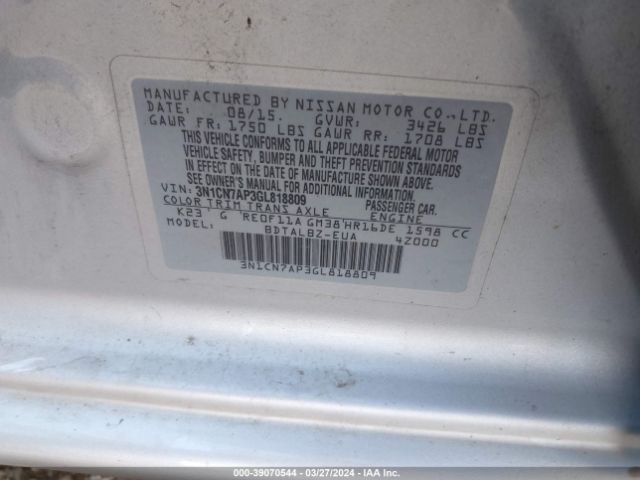 MANUFACTURED BY NISSAN MOTOR CO.,LTD.
DATE: 08/15. GVWR: 3426 LBS
GAWR FR: 1750 LBS GAWR RR: 1708 LBS
THIS VEHICLE CONFORMS TO ALL APPLICABLE FEDERAL MOTOR
VEHICLE SAFETY, BUMPER AND THEFT PREVENTION STANDARDS
IN EFFECT ON THE DATE OF MANUFACTURE SHOWN ABOVE.
SEE OWNER'S MANUAL FOR ADDITIONAL INFORMATION
VIN: 3N1CN7AP3GL818809 PASSENGER CAR.
COLOR TRIM TRANS AXLE ENGINE
K23 G RE0F11A GM38 HR16DE 1598 CC
MODEL: BDTALBZ-EUA 4Z000
3N1CN7AP3GL818809
000-39070544 | 03/27/2024 | IAA Inc.